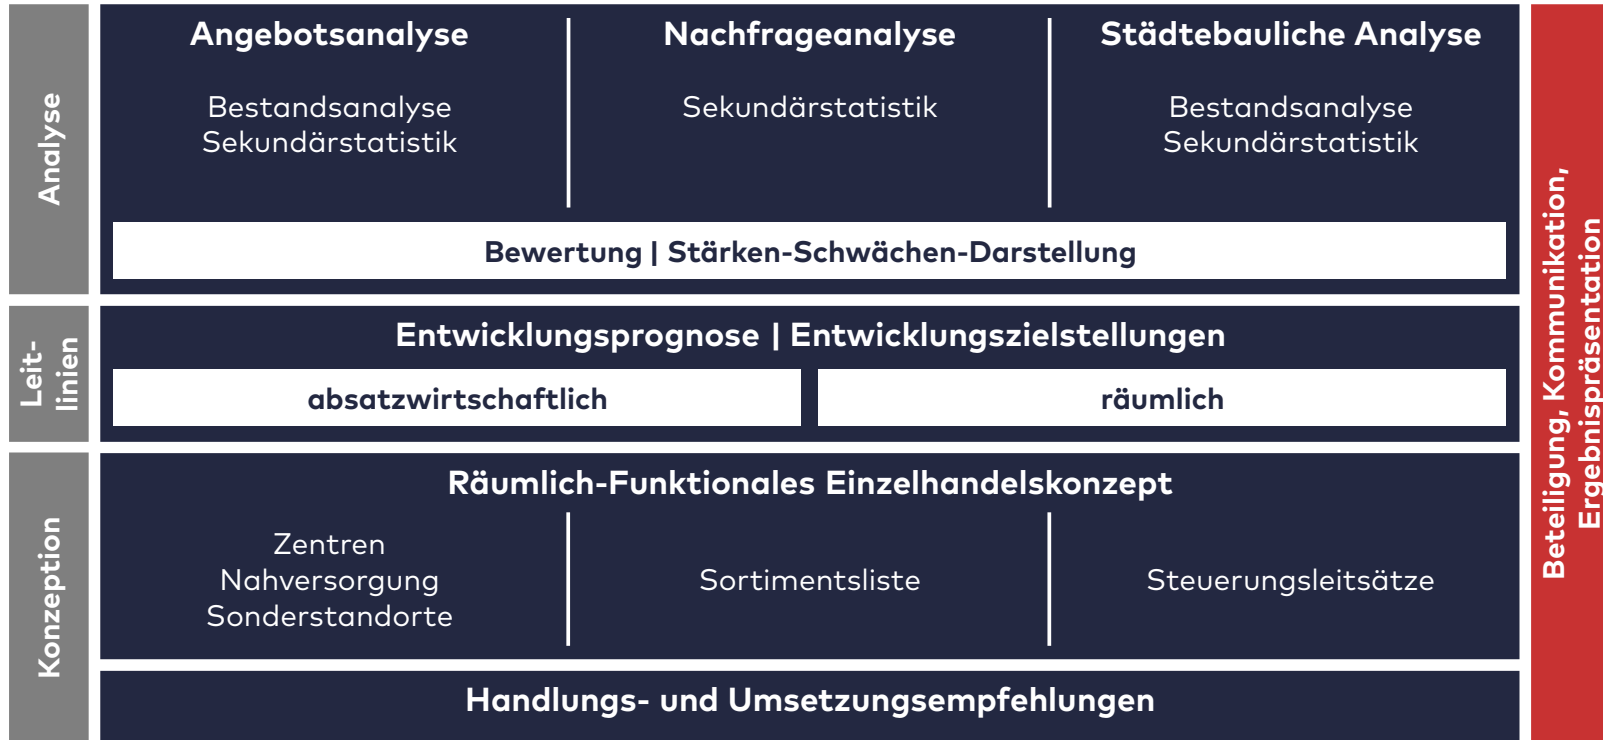 Analyse
Angebotsanalyse
Bestandsanalyse
Sekundärstatistik
Nachfrageanalyse
Sekundärstatistik
Städtebauliche Analyse
Bestandsanalyse
Sekundärstatistik
Bewertung | Stärken-Schwächen-Darstellung
Leit-
linien
Entwicklungsprognose | Entwicklungszielstellungen
absatzwirtschaftlich
räumlich
Konzeption
Räumlich-Funktionales Einzelhandelskonzept
Zentren
Nahversorgung
Sonderstandorte
Sortimentsliste
Steuerungsleitsätze
Handlungs- und Umsetzungsempfehlungen
Beteiligung, Kommunikation,
Ergebnispräsentation